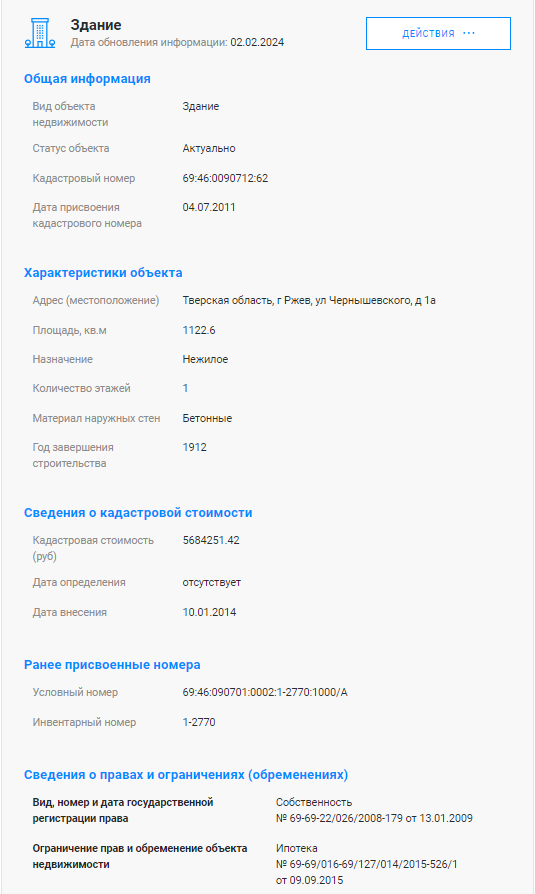 Здание
Дата обновления информации: 02.02.2024
ДЕЙСТВИЯ ···
Общая информация
Вид объекта
недвижимости
Здание
Статус объекта
Актуально
Кадастровый номер
69:46:0090712:62
Дата присвоения
кадастрового номера
04.07.2011
Характеристики объекта
Адрес (местоположение)
Тверская область, г Ржев, ул Чернышевского, д 1а
Площадь, кв.м
1122.6
Назначение
Нежилое
Количество этажей
1
Материал наружных стен
Бетонные
Год завершения
строительства
1912
Сведения о кадастровой стоимости
Кадастровая стоимость
(руб)
5684251.42
Дата определения
отсутствует
Дата внесения
10.01.2014
Ранее присвоенные номера
Условный номер
69:46:090701:0002:1-2770:1000/А
Инвентарный номер
1-2770
Сведения о правах и ограничениях (обременениях)
Вид, номер и дата государственной
регистрации права
Собственность
№ 69-69-22/026/2008-179 от 13.01.2009
Ограничение прав и обременение объекта
недвижимости
Ипотека
№ 69-69/016-69/127/014/2015-526/1
от 09.09.2015